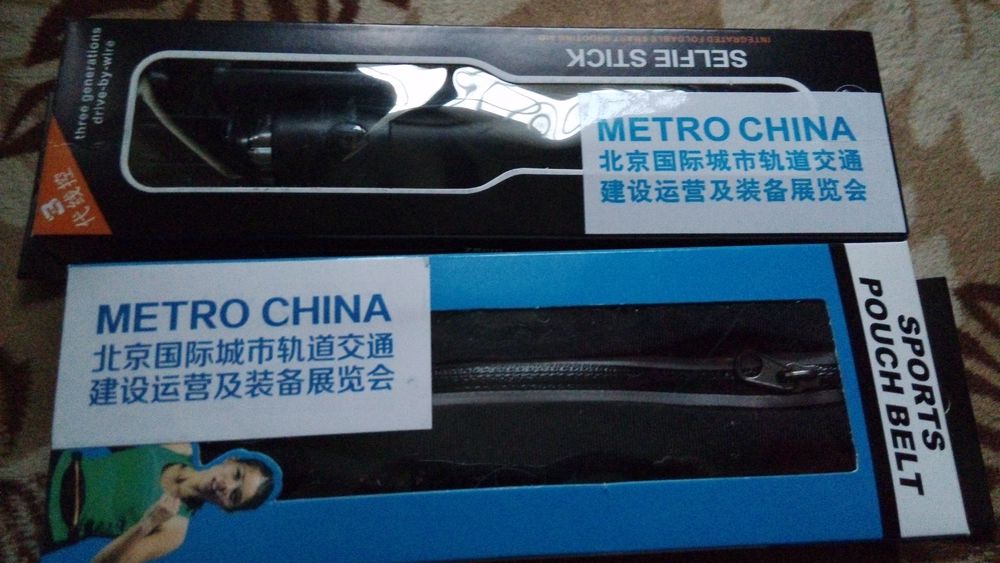 three generations
drive-by-wire
INTEGRATED FOLDABLE SMART SHOOTING AID
SELFIE STICK
3
代线控
METRO CHINA
北京国际城市轨道交通
建设运营及装备展览会
METRO CHINA
北京国际城市轨道交通
建设运营及装备展览会
SPORTS
POUCH BELT